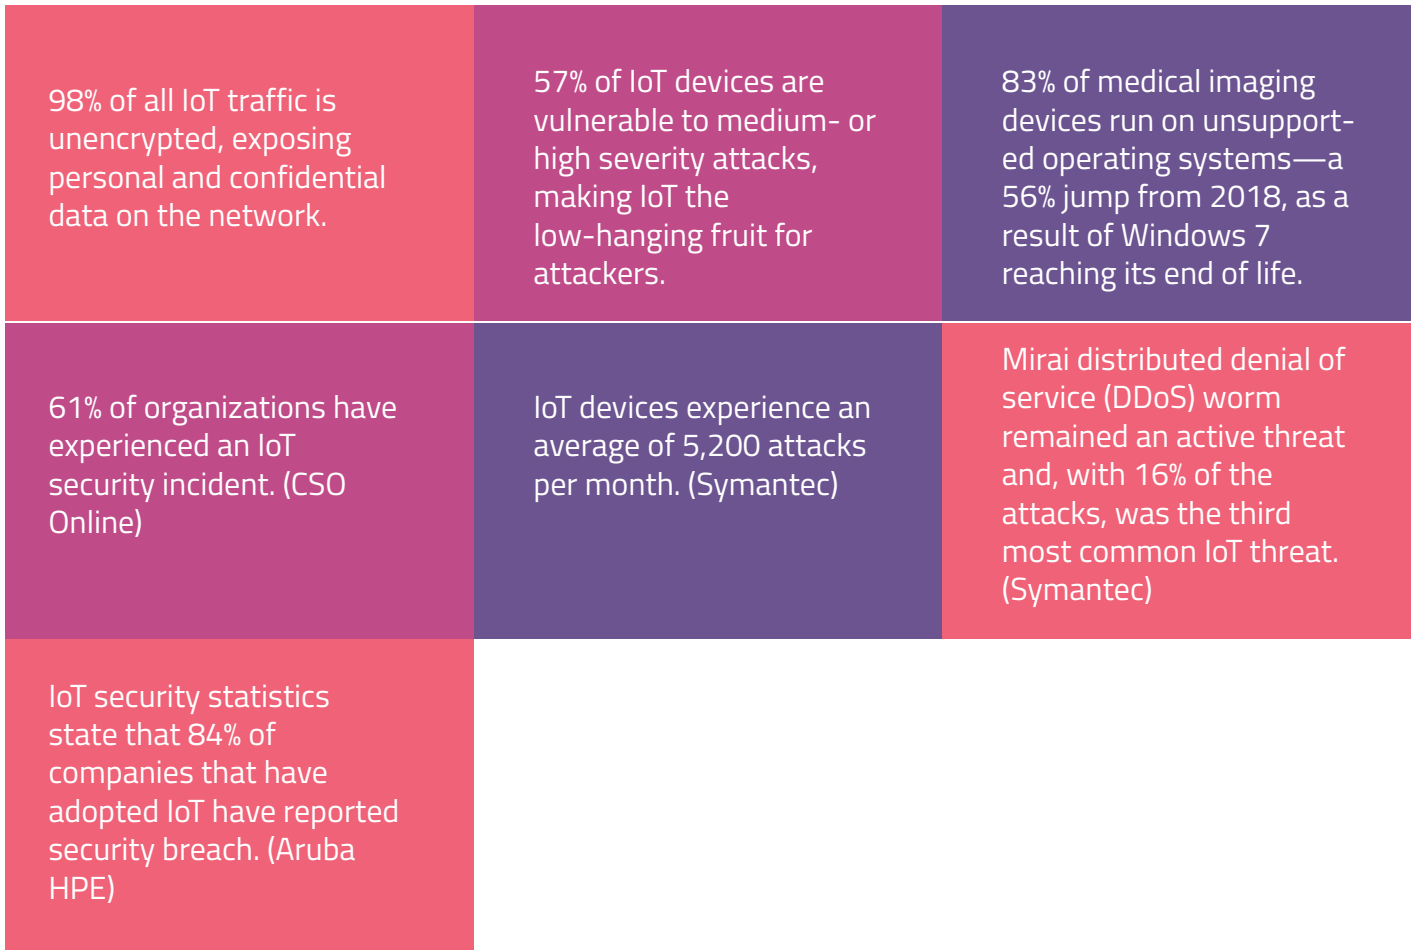 98% of all IoT traffic is
unencrypted, exposing
personal and confidential
data on the network.
57% of IoT devices are
vulnerable to medium- or
high severity attacks,
making IoT the
low-hanging fruit for
attackers.
83% of medical imaging
devices run on unsupport-
ed operating systems—a
56% jump from 2018, as a
result of Windows 7
reaching its end of life.
61% of organizations have
experienced an IoT
security incident. (CSO
Online)
IoT devices experience an
average of 5,200 attacks
per month. (Symantec)
Mirai distributed denial of
service (DDoS) worm
remained an active threat
and, with 16% of the
attacks, was the third
most common IoT threat.
(Symantec)
IoT security statistics
state that 84% of
companies that have
adopted IoT have reported
security breach. (Aruba
HPE)